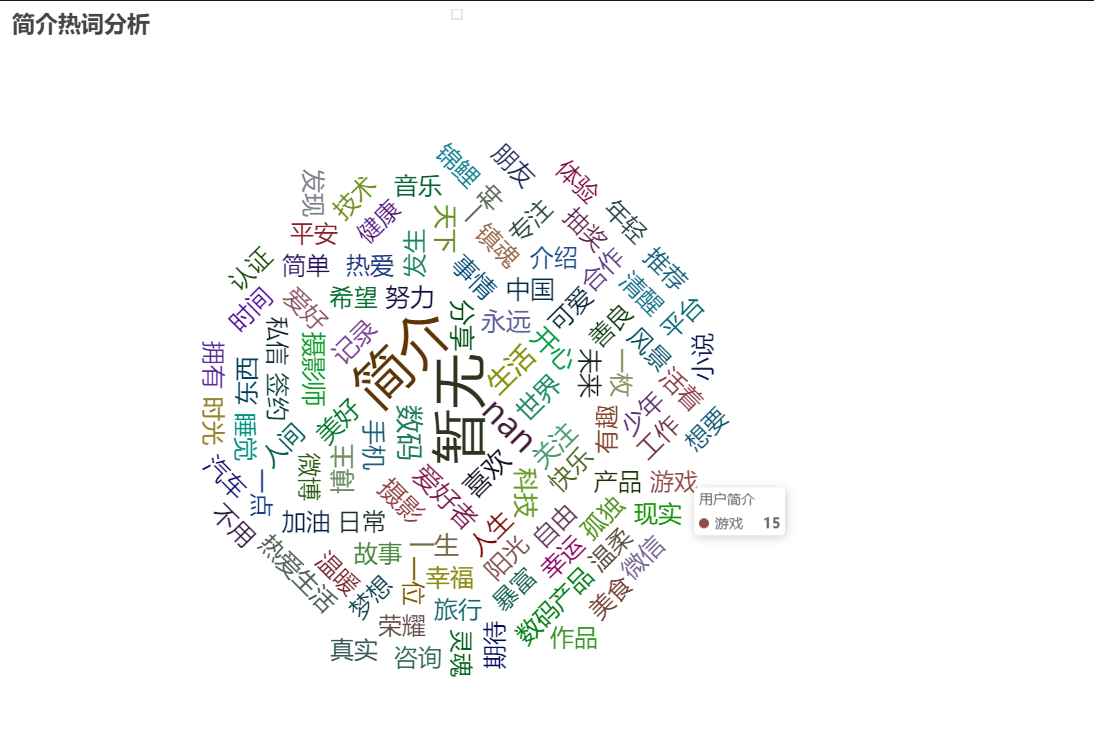 简介热词分析
锦鲤
朋友
体验
发现
技术
音乐
一年
专注
抽奖
年轻
平安
健康
天下
镇魂
合作
推荐
认证
简单
热爱
发生
事情
介绍
清醒
平台
时间
爱好
希望
努力
中国
可爱
善良
风景
小说
私信
摄影师
记录
简介
分享
永远
开心
未来
一枚
活着
拥有
东西
签约
暂无
生活
世界
少年
想要
时光
睡觉
人间
美好
手机
数码
nan
关注
有趣
工作
汽车
一点
微博
博主
摄影
爱好者
喜欢
科技
快乐
产品
游戏
不用
加油
日常
人生
自由
孤独
现实
用户简介
游戏 15
热爱生活
温暖
故事
一生
阳光
幸运
温柔
微信
梦想
一位
幸福
暴富
数码产品
美食
荣耀
旅行
真实
咨询
灵魂
期待
作品